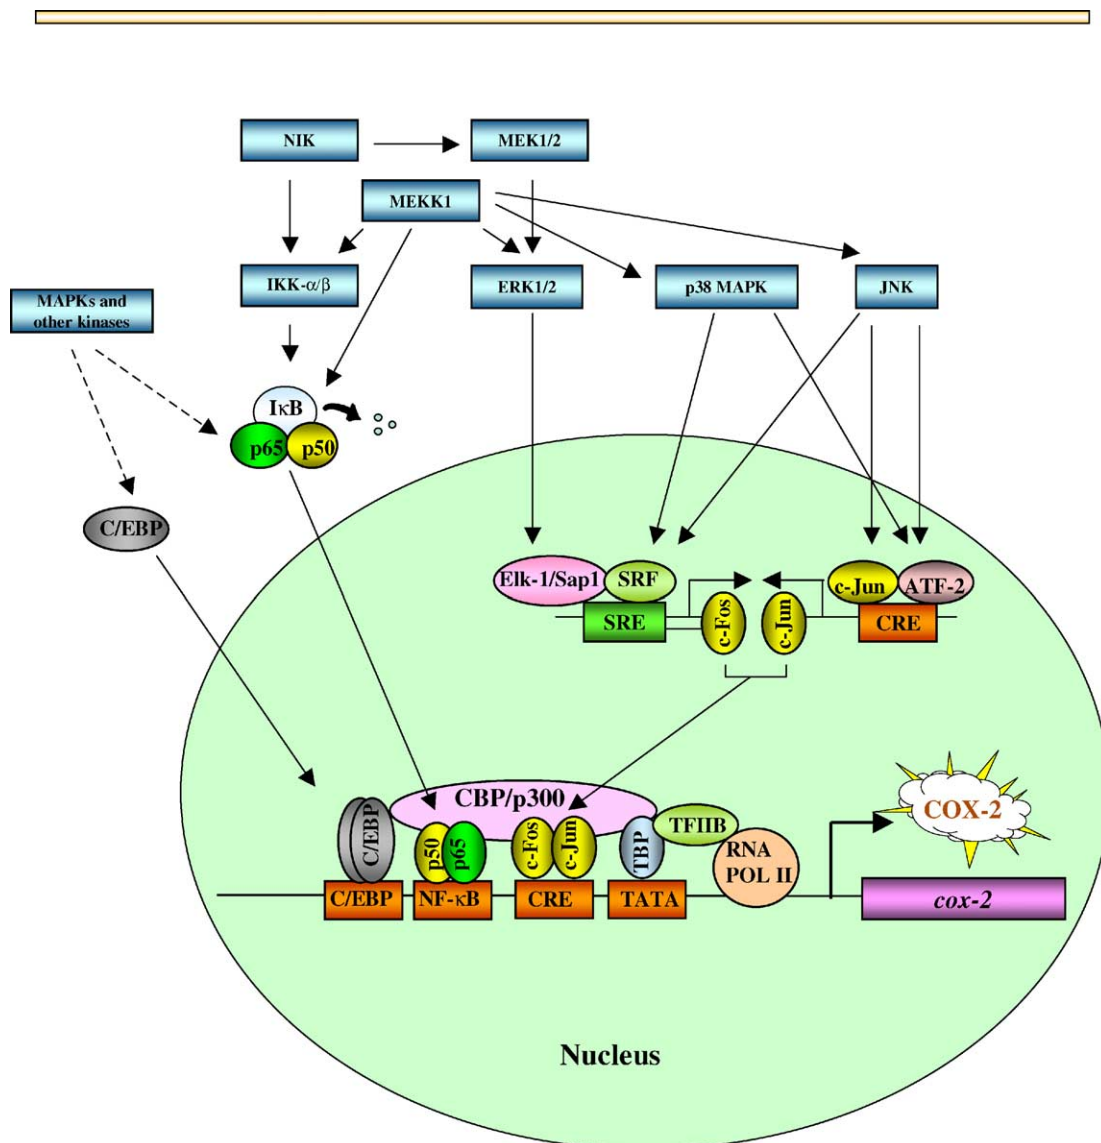 NIK
MEK1/2
MEKK1
IKK-α/β
ERK1/2
p38 MAPK
JNK
MAPKs and
other kinases
IκB
p65
p50
C/EBP
Elk-1/Sap1
SRF
c-Jun
ATF-2
SRE
c-Fos
c-Jun
CRE
CBP/p300
COX-2
C/EBP
p50
p65
c-Fos
c-Jun
TBP
TFIIB
RNA
POL II
C/EBP
NF-κB
CRE
TATA
cox-2
Nucleus